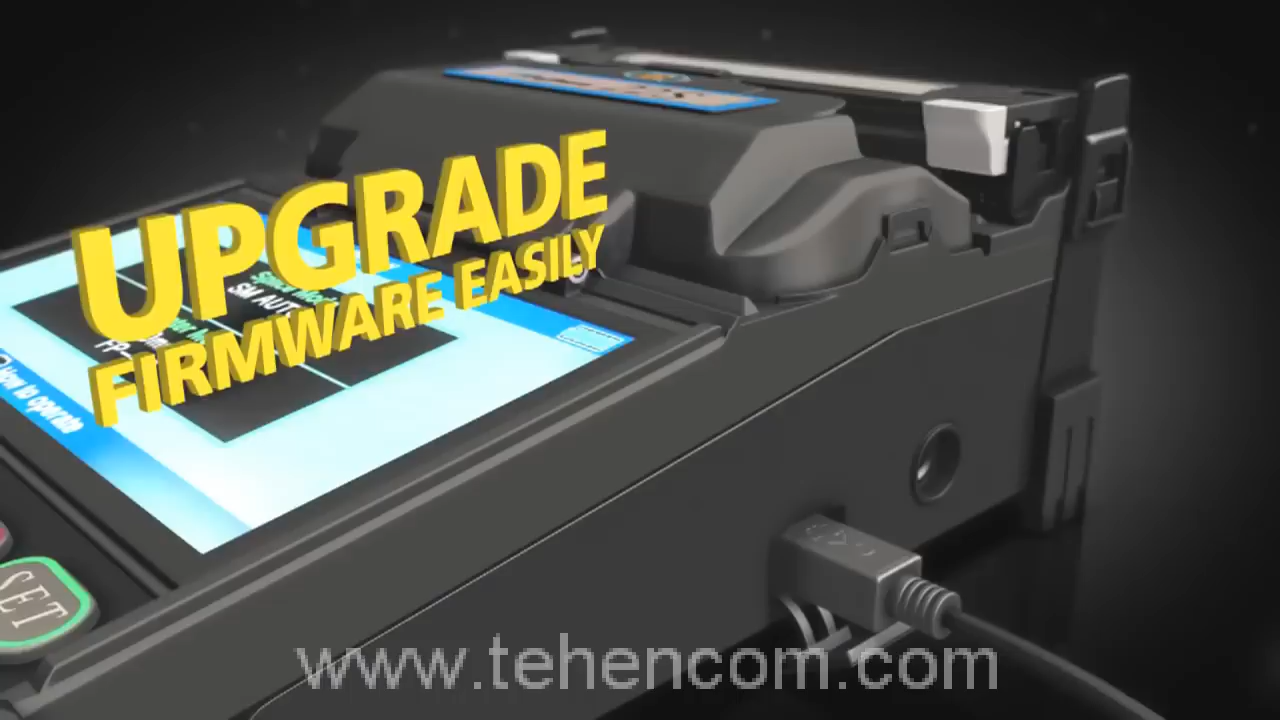 UPGRADE
FIRMWARE EASILY
SM AUTO
How to operate
SET
www.tehencom.com